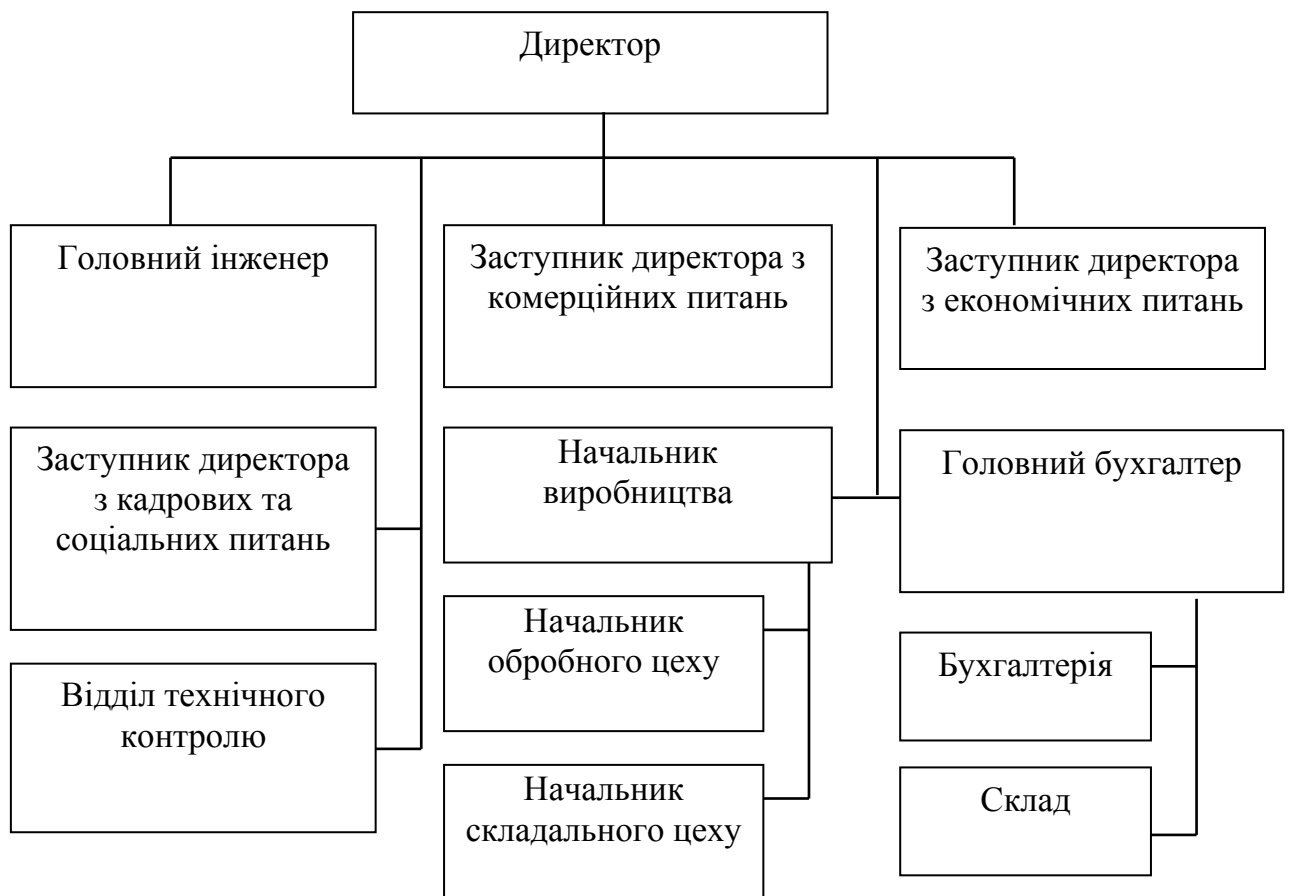 Директор
Головний інженер
Заступник директора з
комерційних питань
Заступник директора
з економічних питань
Заступник директора
з кадрових та
соціальних питань
Начальник
виробництва
Головний бухгалтер
Начальник
обробного цеху
Бухгалтерія
Відділ технічного
контролю
Начальник
складального цеху
Склад